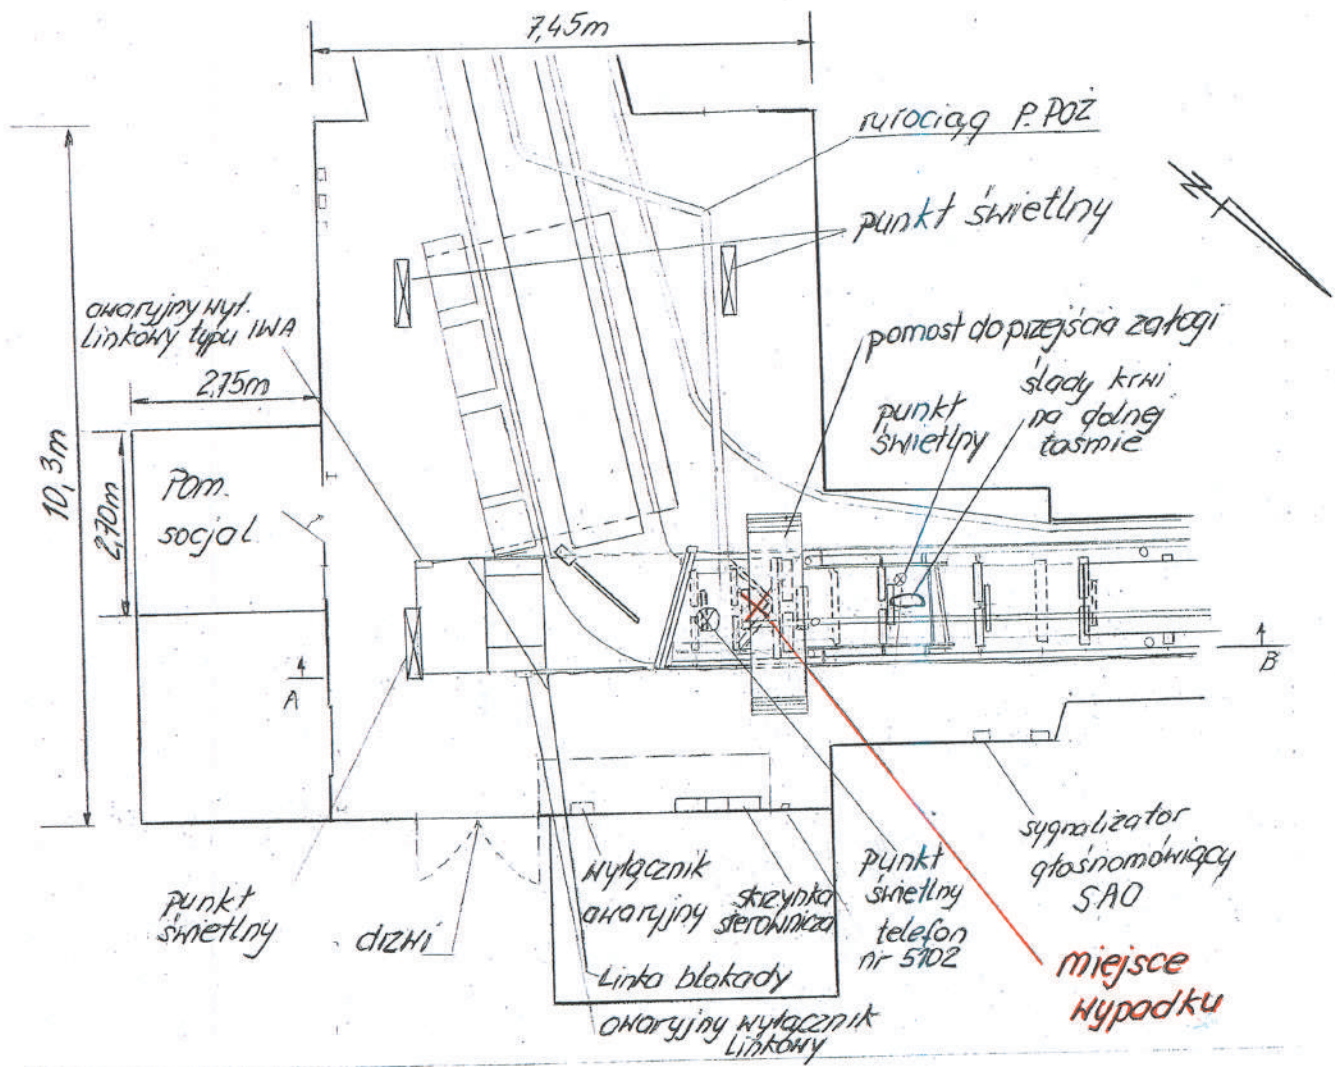 7,45m
rurociąg P.POŻ
N
punkt świetlny
awaryjny wył.
linkowy typu IWA
pomost do przejścia załogi
2,75m
ślady krwi
na dolnej
taśmie
punkt
świetlny
10,3m
2,70m
Pom.
socjal.
A
B
sygnalizator
głośnomówiący
SAO
punkt
świetlny
drzwi
wyłącznik
awaryjny
skrzynka
sterownicza
punkt
świetlny
telefon
nr 5102
miejsce
wypadku
Linka blokady
awaryjny wyłącznik
linkowy